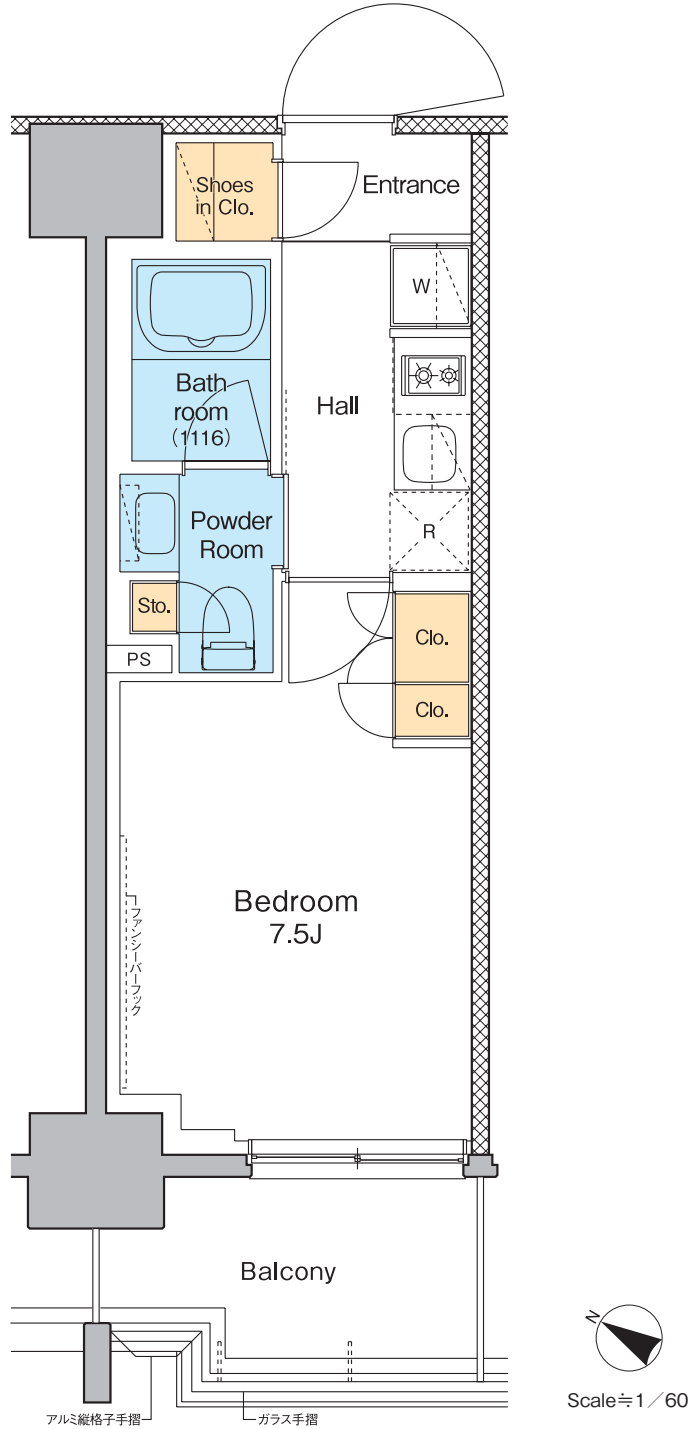 Shoes
in Clo.
Entrance
W
Bath
room
(1116)
Hall
Powder
Room
R
Sto.
PS
Clo.
Clo.
Bedroom
7.5J
ファンシーバーフック
Balcony
N
Scale≒1/60
アルミ縦格子手摺
ガラス手摺